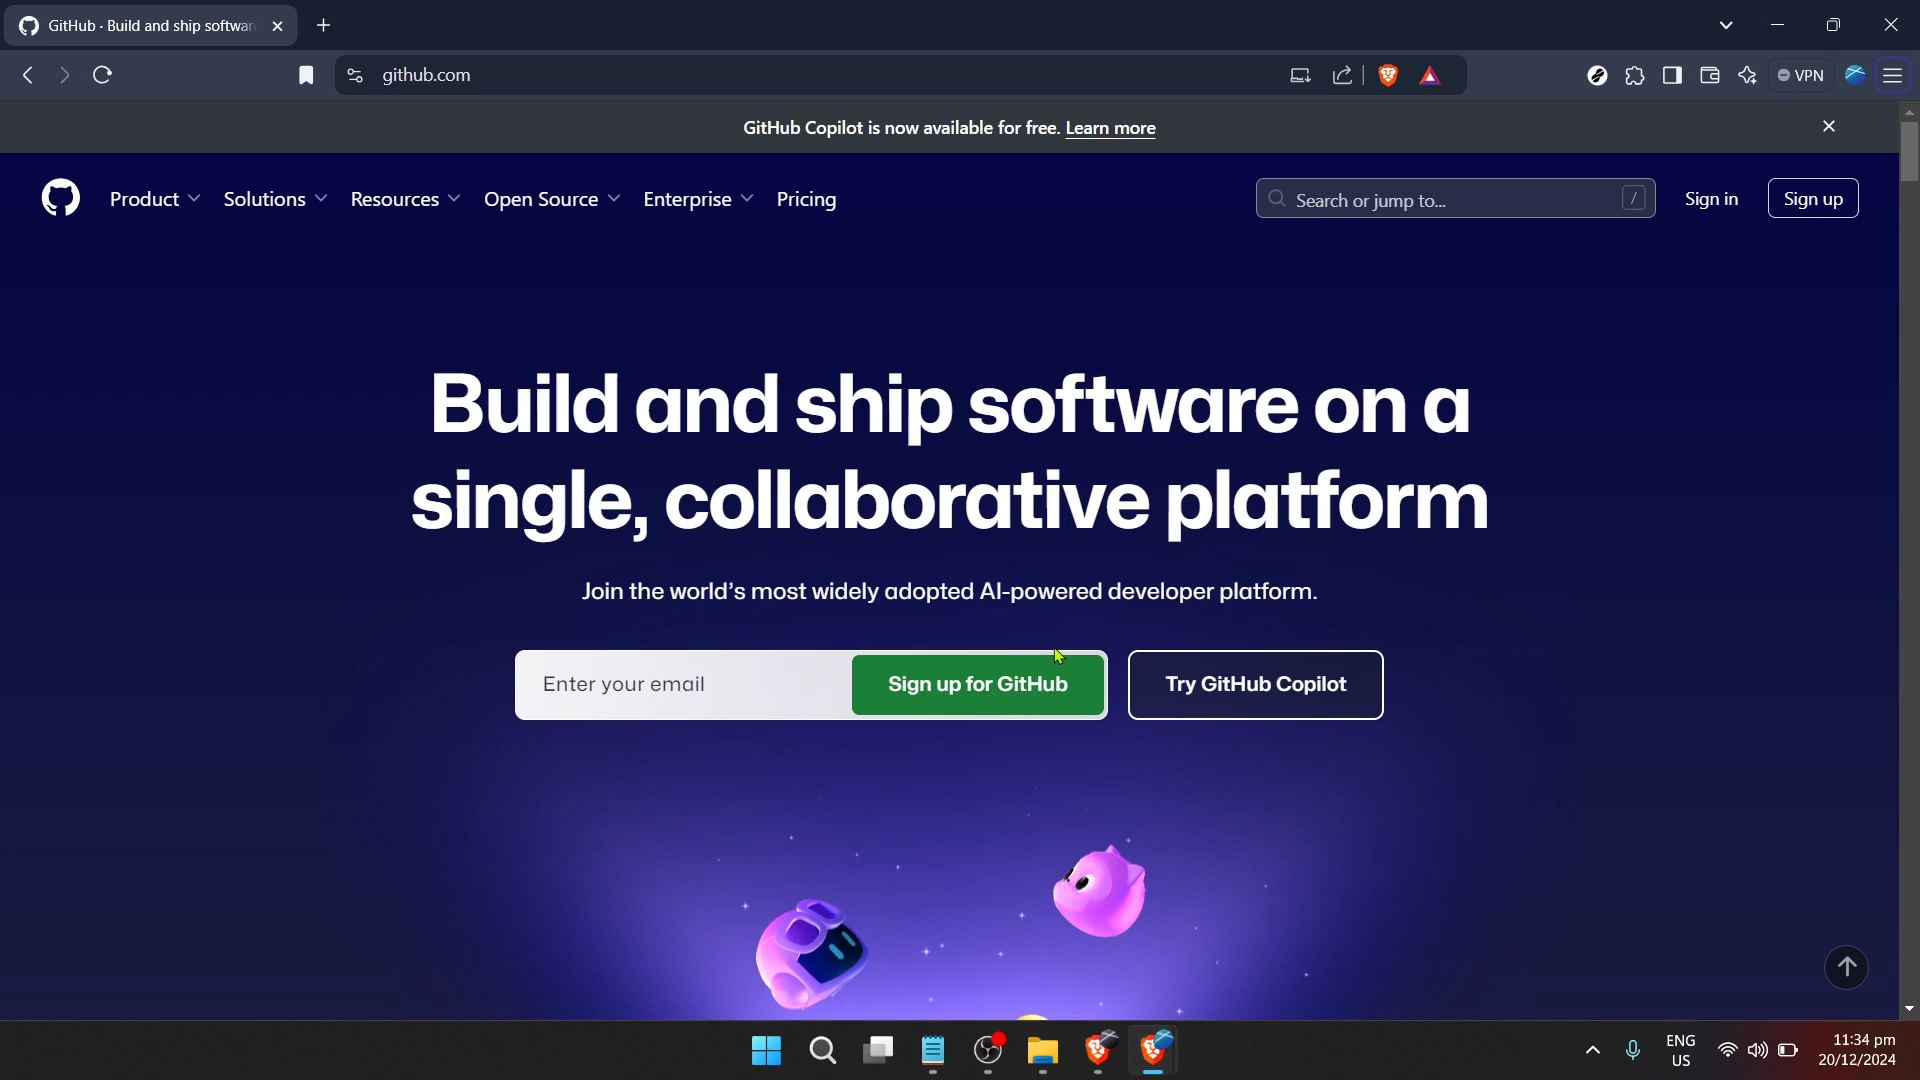 GitHub · Build and ship softwar
github.com
VPN
GitHub Copilot is now available for free. Learn more
Product Solutions Resources Open Source Enterprise Pricing Search or jump to... / Sign in Sign up
Build and ship software on a
single, collaborative platform
Join the world's most widely adopted AI-powered developer platform.
Enter your email Sign up for GitHub Try GitHub Copilot
ENG 11:34 pm
US 20/12/2024